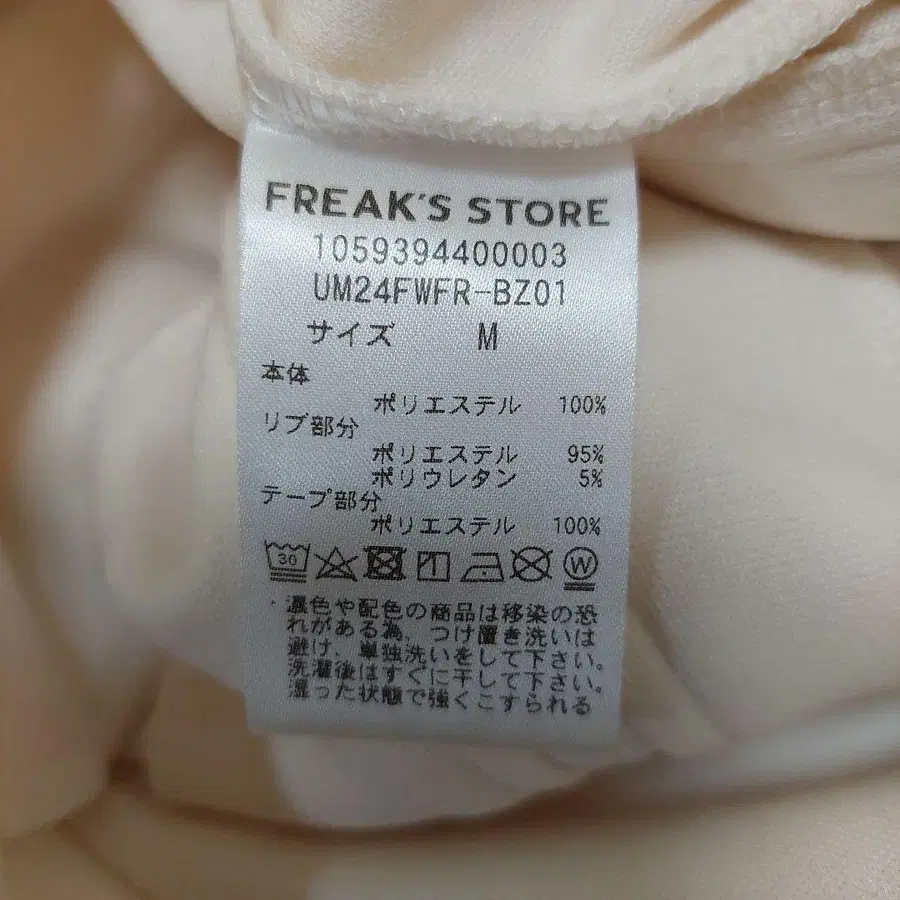 FREAK'S STORE
1059394400003
UM24FWFR-BZ01
サイズ M
本体
ポリエステル 100%
リブ部分
ポリエステル 95%
ポリウレタン 5%
テープ部分
ポリエステル 100%
30 W
・濃色や配色の商品は移染の恐
れがある為、つけ置き洗いは
避け、単独洗いをして下さい。
洗濯後はすぐに干して下さい。
湿った状態で強くこすられる